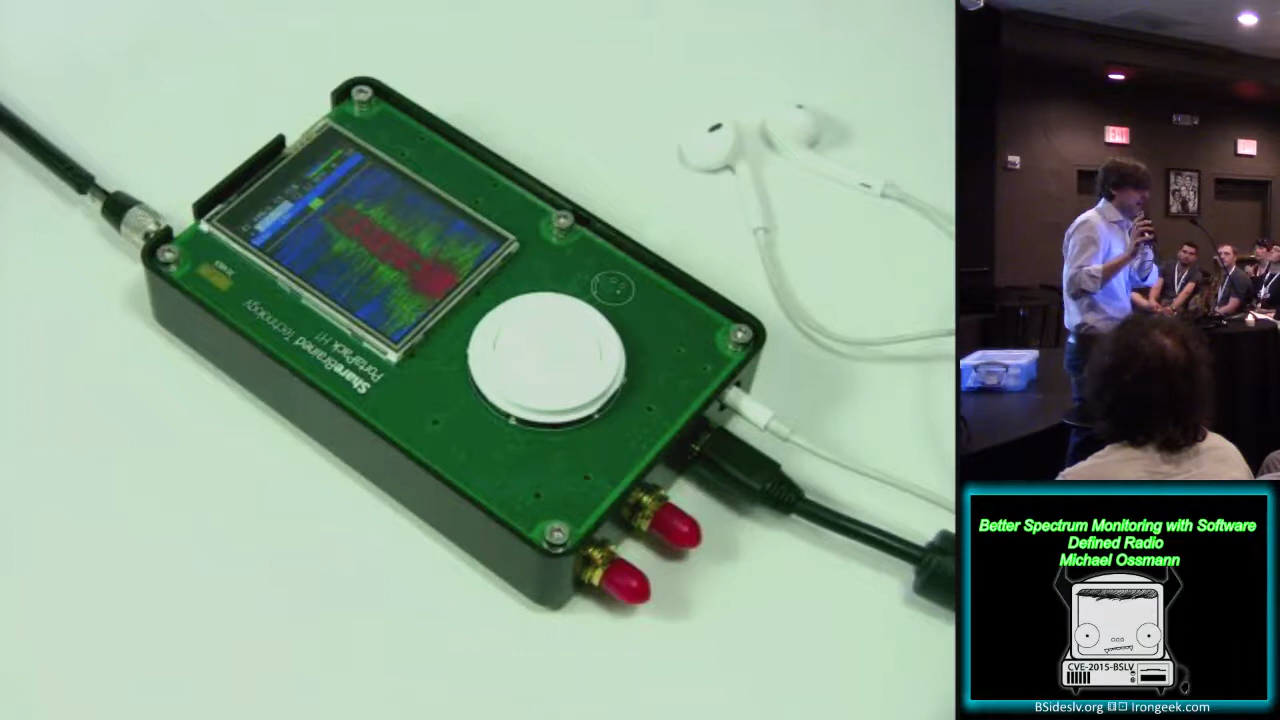 ShareBrained Technology
PortaPack H1
EXIT
Better Spectrum Monitoring with Software
Defined Radio
Michael Ossmann
CVE-2015-BSLV
BSideslv.org Irongeek.com